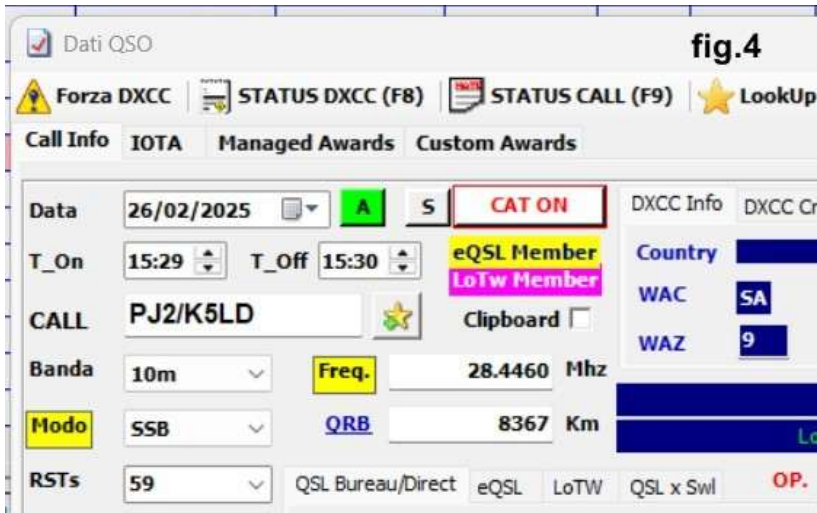 Dati QSO fig.4
Forza DXCC STATUS DXCC (F8) STATUS CALL (F9) LookUp
Call Info IOTA Managed Awards Custom Awards
Data 26/02/2025 A S CAT ON DXCC Info DXCC Cr
T_On 15:29 T_Off 15:30 eQSL Member Country
LoTw Member
CALL PJ2/K5LD Clipboard WAC SA
WAZ 9
Banda 10m Freq. 28.4460 Mhz
Modo SSB QRB 8367 Km Lo
RSTs 59 QSL Bureau/Direct eQSL LoTW QSL x Swl OP.